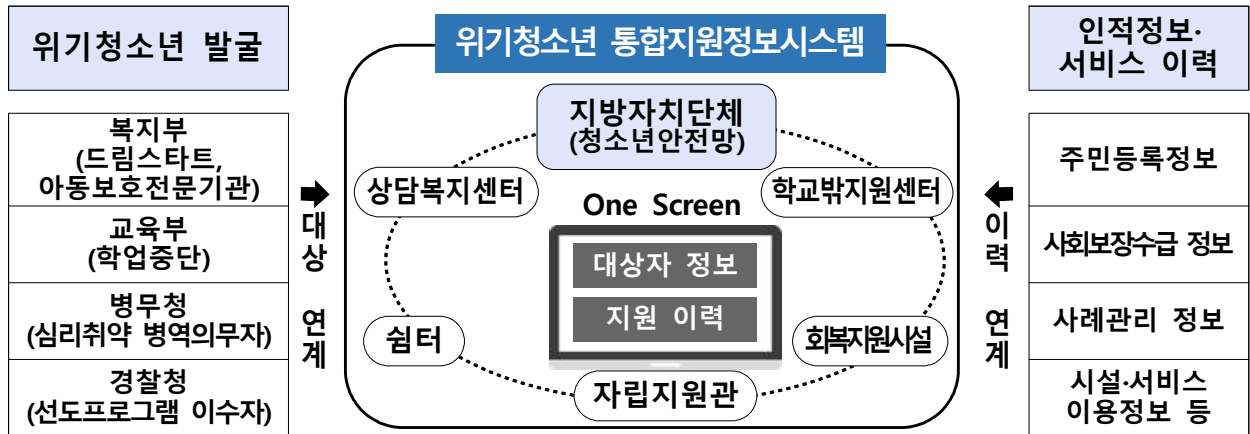 위기청소년 발굴
복지부
(드림스타트,
아동보호전문기관)
교육부
(학업중단)
병무청
(심리취약 병역의무자)
경찰청
(선도프로그램 이수자)
대상 연계
위기청소년 통합지원정보시스템
지방자치단체
(청소년안전망)
상담복지센터
학교밖지원센터
One Screen
대상자 정보
지원 이력
쉼터
회복지원시설
자립지원관
이력 연계
인적정보·
서비스 이력
주민등록정보
사회보장수급 정보
사례관리 정보
시설·서비스
이용정보 등